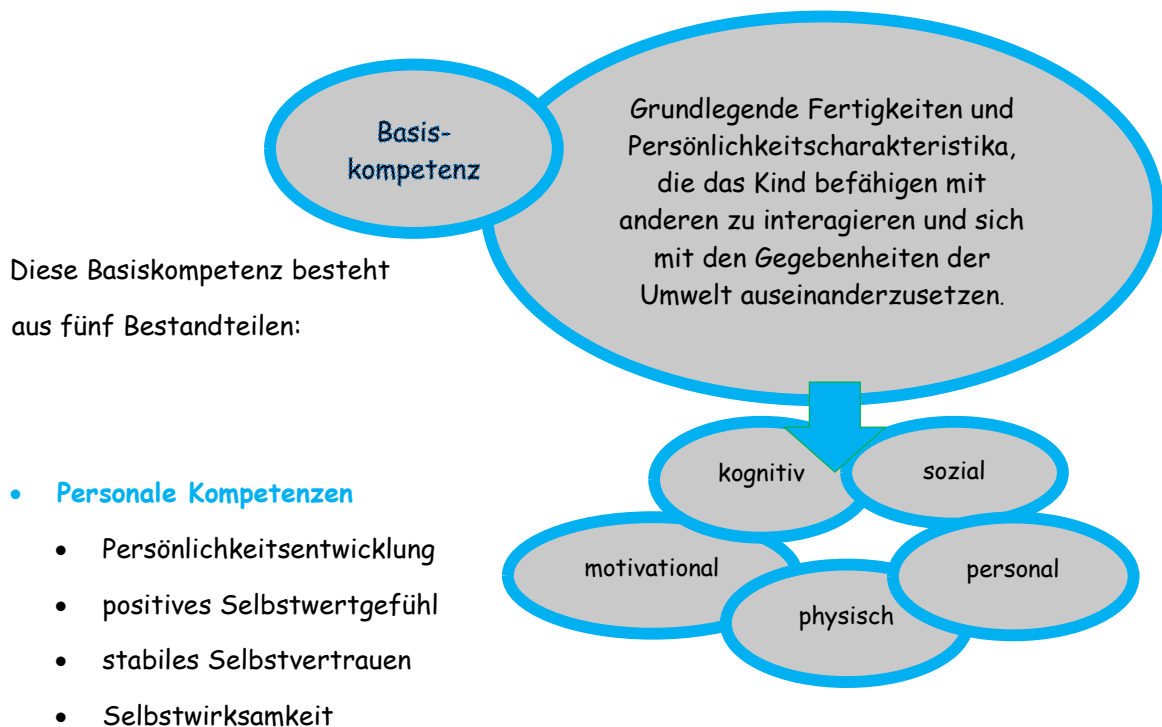 Basis-
kompetenz
Grundlegende Fertigkeiten und
Persönlichkeitscharakteristika,
die das Kind befähigen mit
anderen zu interagieren und sich
mit den Gegebenheiten der
Umwelt auseinanderzusetzen.
Diese Basiskompetenz besteht
aus fünf Bestandteilen:
kognitiv
sozial
motivational
personal
physisch
• Personale Kompetenzen
• Persönlichkeitsentwicklung
• positives Selbstwertgefühl
• stabiles Selbstvertrauen
• Selbstwirksamkeit